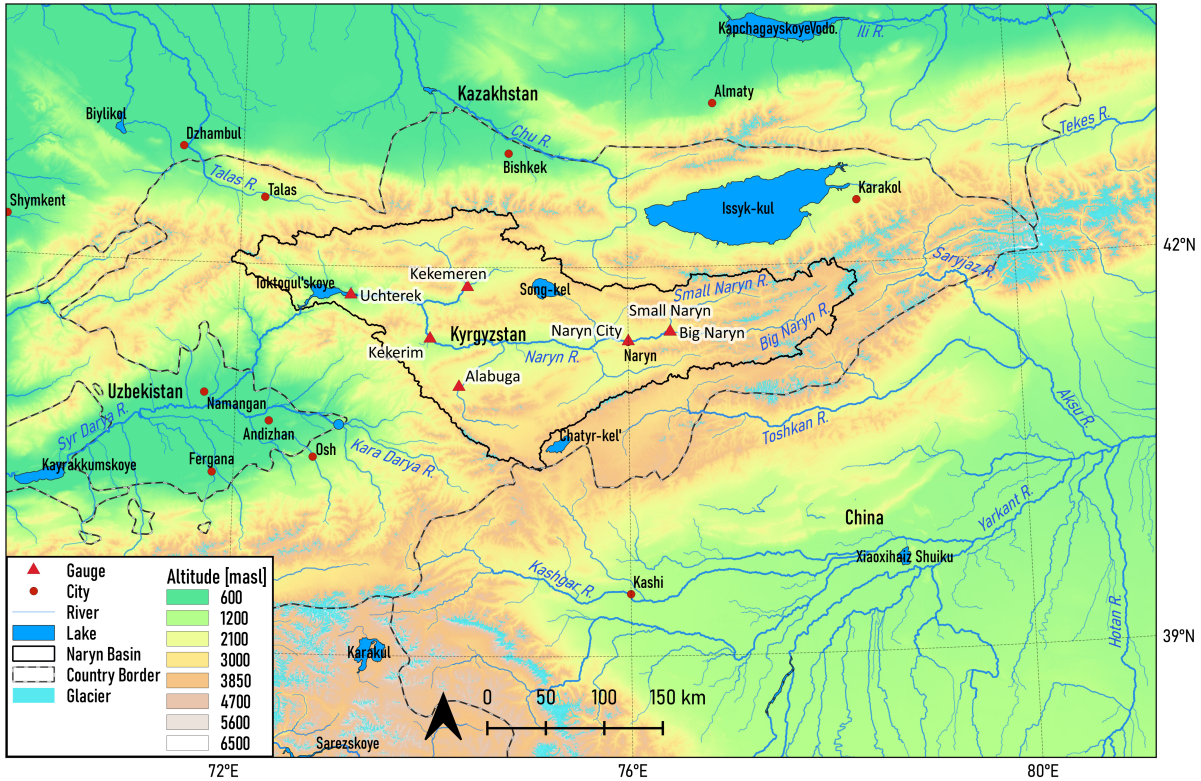 KapchagayskoyeVodo.
Ili R.
Kazakhstan
Almaty
Biylikol
Dzhambul
Chu R.
Tekes R.
Bishkek
Talas R.
Talas
Karakol
Shymkent
Issyk-kul
42°N
Saryjaz R.
Kekemeren
Toktogul'skoye
Uchterek
Song-kel
Small Naryn R.
Small Naryn
Big Naryn R.
Kyrgyzstan
Naryn City
Big Naryn
Kekerim
Naryn R.
Naryn
Alabuga
Uzbekistan
Namangan
Aksu R.
Syr Darya R.
Andizhan
Toshkan R.
Chatyr-kel'
Osh
Fergana
Kara Darya R.
Kayrakkumskoye
Yarkant R.
China
Xiaoxihaiz Shuiku
Kashgar R.
Kashi
Hotan R.
39°N
Karakul
Sarezskoye
Gauge
City
River
Lake
Naryn Basin
Country Border
Glacier
Altitude [masl]
600
1200
2100
3000
3850
4700
5600
6500
0 50 100 150 km
72°E
76°E
80°E